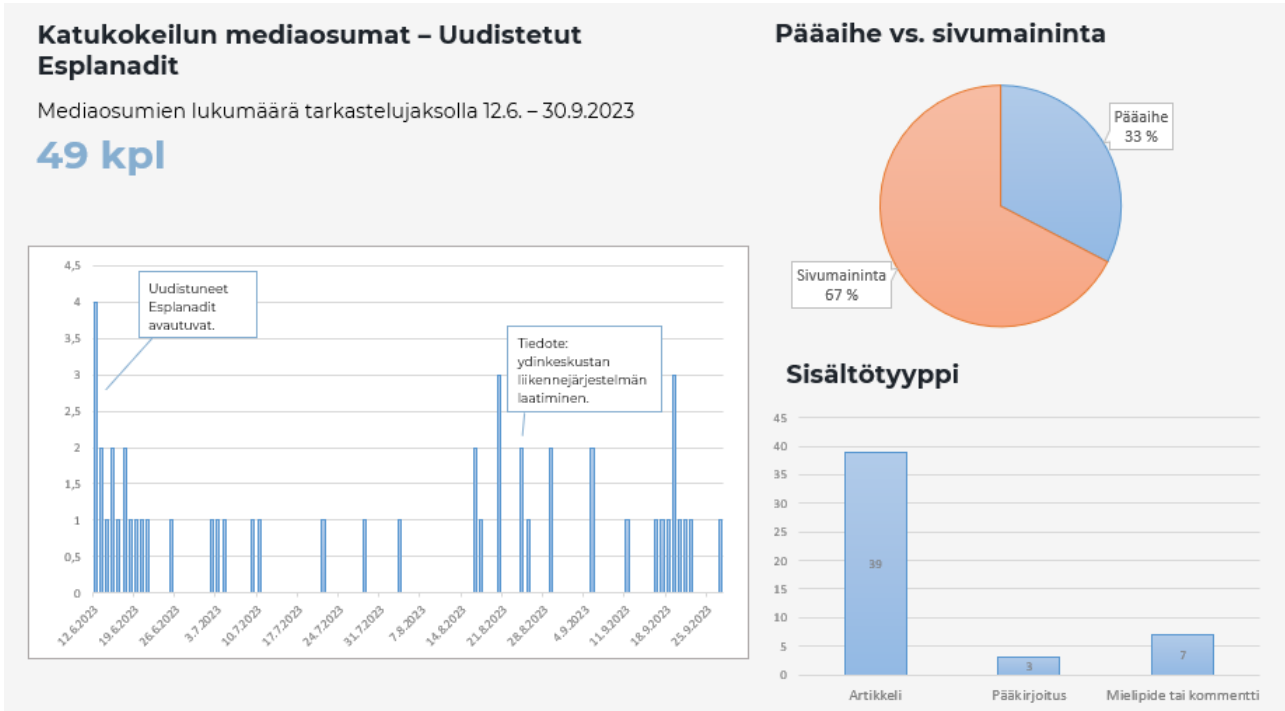 Katukokeilun mediaosumat – Uudistetut
Esplanadit
Mediaosumien lukumäärä tarkastelujaksolla 12.6. – 30.9.2023
49 kpl
4,5
4
3,5
3
2,5
2
1,5
1
0,5
0
Uudistuneet
Esplanadit
avautuvat.
Tiedote:
ydinkeskustan
liikennejärjestelmän
laatiminen.
12.6.2023
19.6.2023
26.6.2023
3.7.2023
10.7.2023
17.7.2023
24.7.2023
31.7.2023
7.8.2023
14.8.2023
21.8.2023
28.8.2023
4.9.2023
11.9.2023
18.9.2023
25.9.2023
Pääaihe vs. sivumaininta
Pääaihe
33 %
Sivumaininta
67 %
Sisältötyyppi
45
40
35
30
25
20
15
10
5
0
39
3
7
Artikkeli
Pääkirjoitus
Mielipide tai kommentti